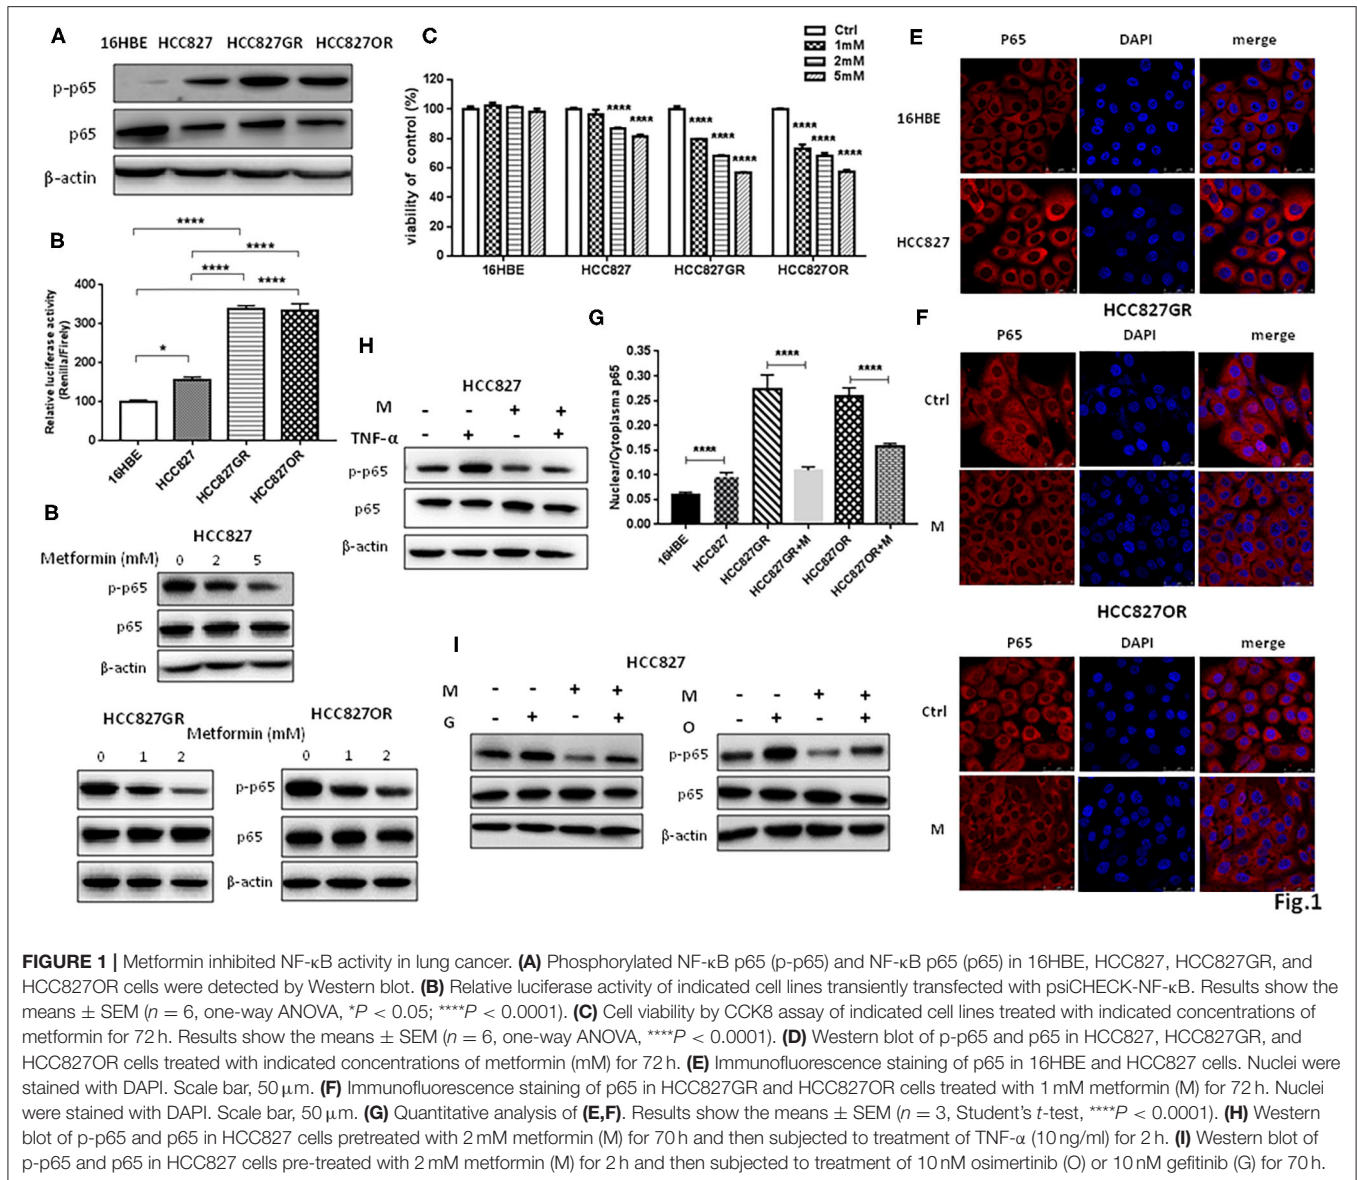 A
16HBE HCC827 HCC827GR HCC827OR
p-p65
p65
β-actin
B
****
****
****
****
*
Relative luciferase activity
(Renilla/Firely)
400
300
200
100
0
16HBE
HCC827
HCC827GR
HCC827OR
C
Ctrl
1mM
2mM
5mM
viability of control (%)
120
100
80
60
40
20
0
**** ****
**** **** ****
**** **** ****
16HBE HCC827 HCC827GR HCC827OR
E
P65 DAPI merge
16HBE
HCC827
B
HCC827
Metformin (mM) 0 2 5
p-p65
p65
β-actin
HCC827GR HCC827OR
Metformin (mM)
0 1 2 0 1 2
p-p65
p65
β-actin
H
HCC827
M - - + +
TNF-α - + - +
p-p65
p65
β-actin
G
Nuclear/Cytoplasma p65
0.35
0.30
0.25
0.20
0.15
0.10
0.05
0.00
****
****
****
16HBE
HCC827
HCC827GR
HCC827GR+M
HCC827OR
HCC827OR+M
F
HCC827GR
P65 DAPI merge
Ctrl
M
HCC827OR
P65 DAPI merge
Ctrl
M
I
HCC827
M - - + + M - - + +
G - + - + O - + - +
p-p65
p65
β-actin
Fig.1
FIGURE 1 | Metformin inhibited NF-κB activity in lung cancer. (A) Phosphorylated NF-κB p65 (p-p65) and NF-κB p65 (p65) in 16HBE, HCC827, HCC827GR, and
HCC827OR cells were detected by Western blot. (B) Relative luciferase activity of indicated cell lines transiently transfected with psiCHECK-NF-κB. Results show the
means ± SEM (n = 6, one-way ANOVA, *P < 0.05; ****P < 0.0001). (C) Cell viability by CCK8 assay of indicated cell lines treated with indicated concentrations of
metformin for 72 h. Results show the means ± SEM (n = 6, one-way ANOVA, ****P < 0.0001). (D) Western blot of p-p65 and p65 in HCC827, HCC827GR, and
HCC827OR cells treated with indicated concentrations of metformin (mM) for 72 h. (E) Immunofluorescence staining of p65 in 16HBE and HCC827 cells. Nuclei were
stained with DAPI. Scale bar, 50 μm. (F) Immunofluorescence staining of p65 in HCC827GR and HCC827OR cells treated with 1 mM metformin (M) for 72 h. Nuclei
were stained with DAPI. Scale bar, 50 μm. (G) Quantitative analysis of (E,F). Results show the means ± SEM (n = 3, Student's t-test, ****P < 0.0001). (H) Western
blot of p-p65 and p65 in HCC827 cells pretreated with 2 mM metformin (M) for 70 h and then subjected to treatment of TNF-α (10 ng/ml) for 2 h. (I) Western blot of
p-p65 and p65 in HCC827 cells pre-treated with 2 mM metformin (M) for 2 h and then subjected to treatment of 10 nM osimertinib (O) or 10 nM gefitinib (G) for 70 h.